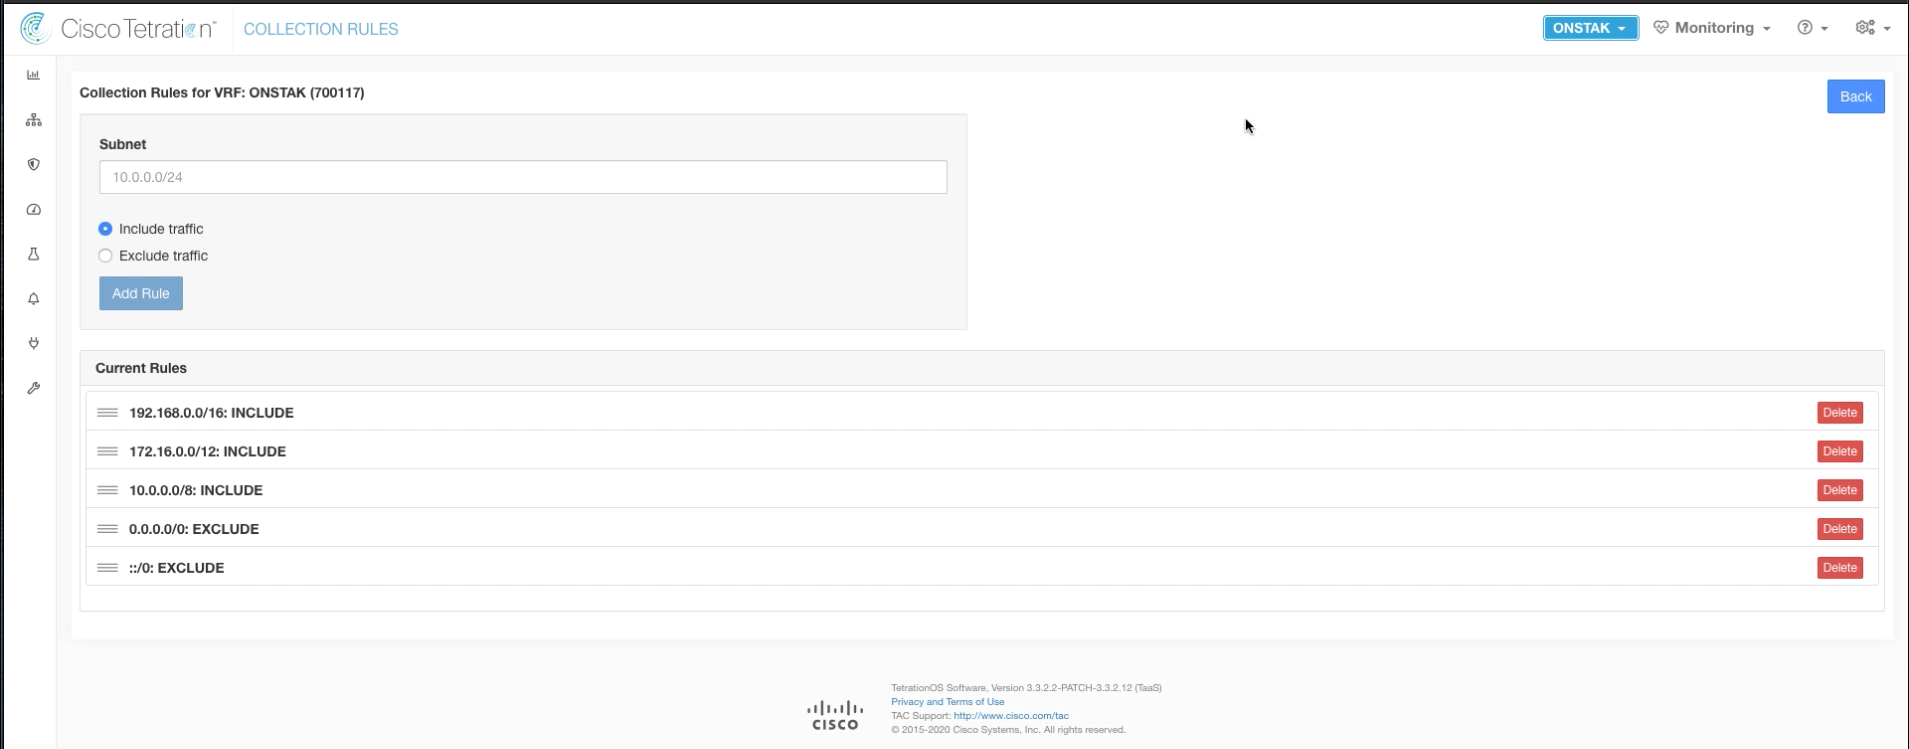 Cisco Tetration™
COLLECTION RULES
ONSTAK
Monitoring
Collection Rules for VRF: ONSTAK (700117)
Back
Subnet
10.0.0.0/24
Include traffic
Exclude traffic
Add Rule
Current Rules
192.168.0.0/16: INCLUDE
Delete
172.16.0.0/12: INCLUDE
Delete
10.0.0.0/8: INCLUDE
Delete
0.0.0.0/0: EXCLUDE
Delete
::/0: EXCLUDE
Delete
TetrationOS Software, Version 3.3.2.2-PATCH-3.3.2.12 (TaaS)
Privacy and Terms of Use
TAC Support: http://www.cisco.com/tac
© 2015-2020 Cisco Systems, Inc. All rights reserved.
CISCO